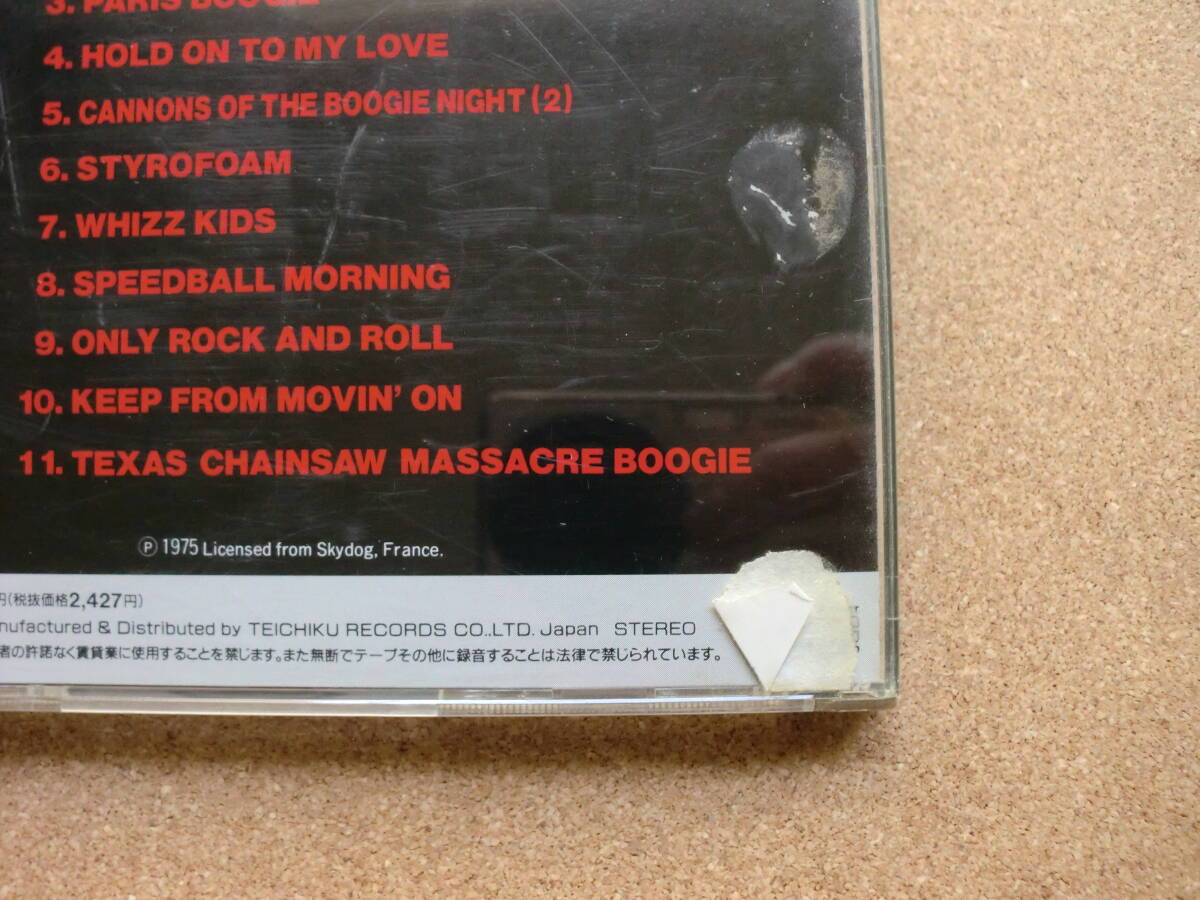 3. PARIS BOOGIE
4. HOLD ON TO MY LOVE
5. CANNONS OF THE BOOGIE NIGHT (2)
6. STYROFOAM
7. WHIZZ KIDS
8. SPEEDBALL MORNING
9. ONLY ROCK AND ROLL
10. KEEP FROM MOVIN' ON
11. TEXAS CHAINSAW MASSACRE BOOGIE
Ⓟ 1975 Licensed from Skydog, France.
円(税抜価格2,427円)
nufactured & Distributed by TEICHIKU RECORDS CO.,LTD. Japan STEREO
者の許諾なく賃貸業に使用することを禁じます。また無断でテープその他に録音することは法律で禁じられています。